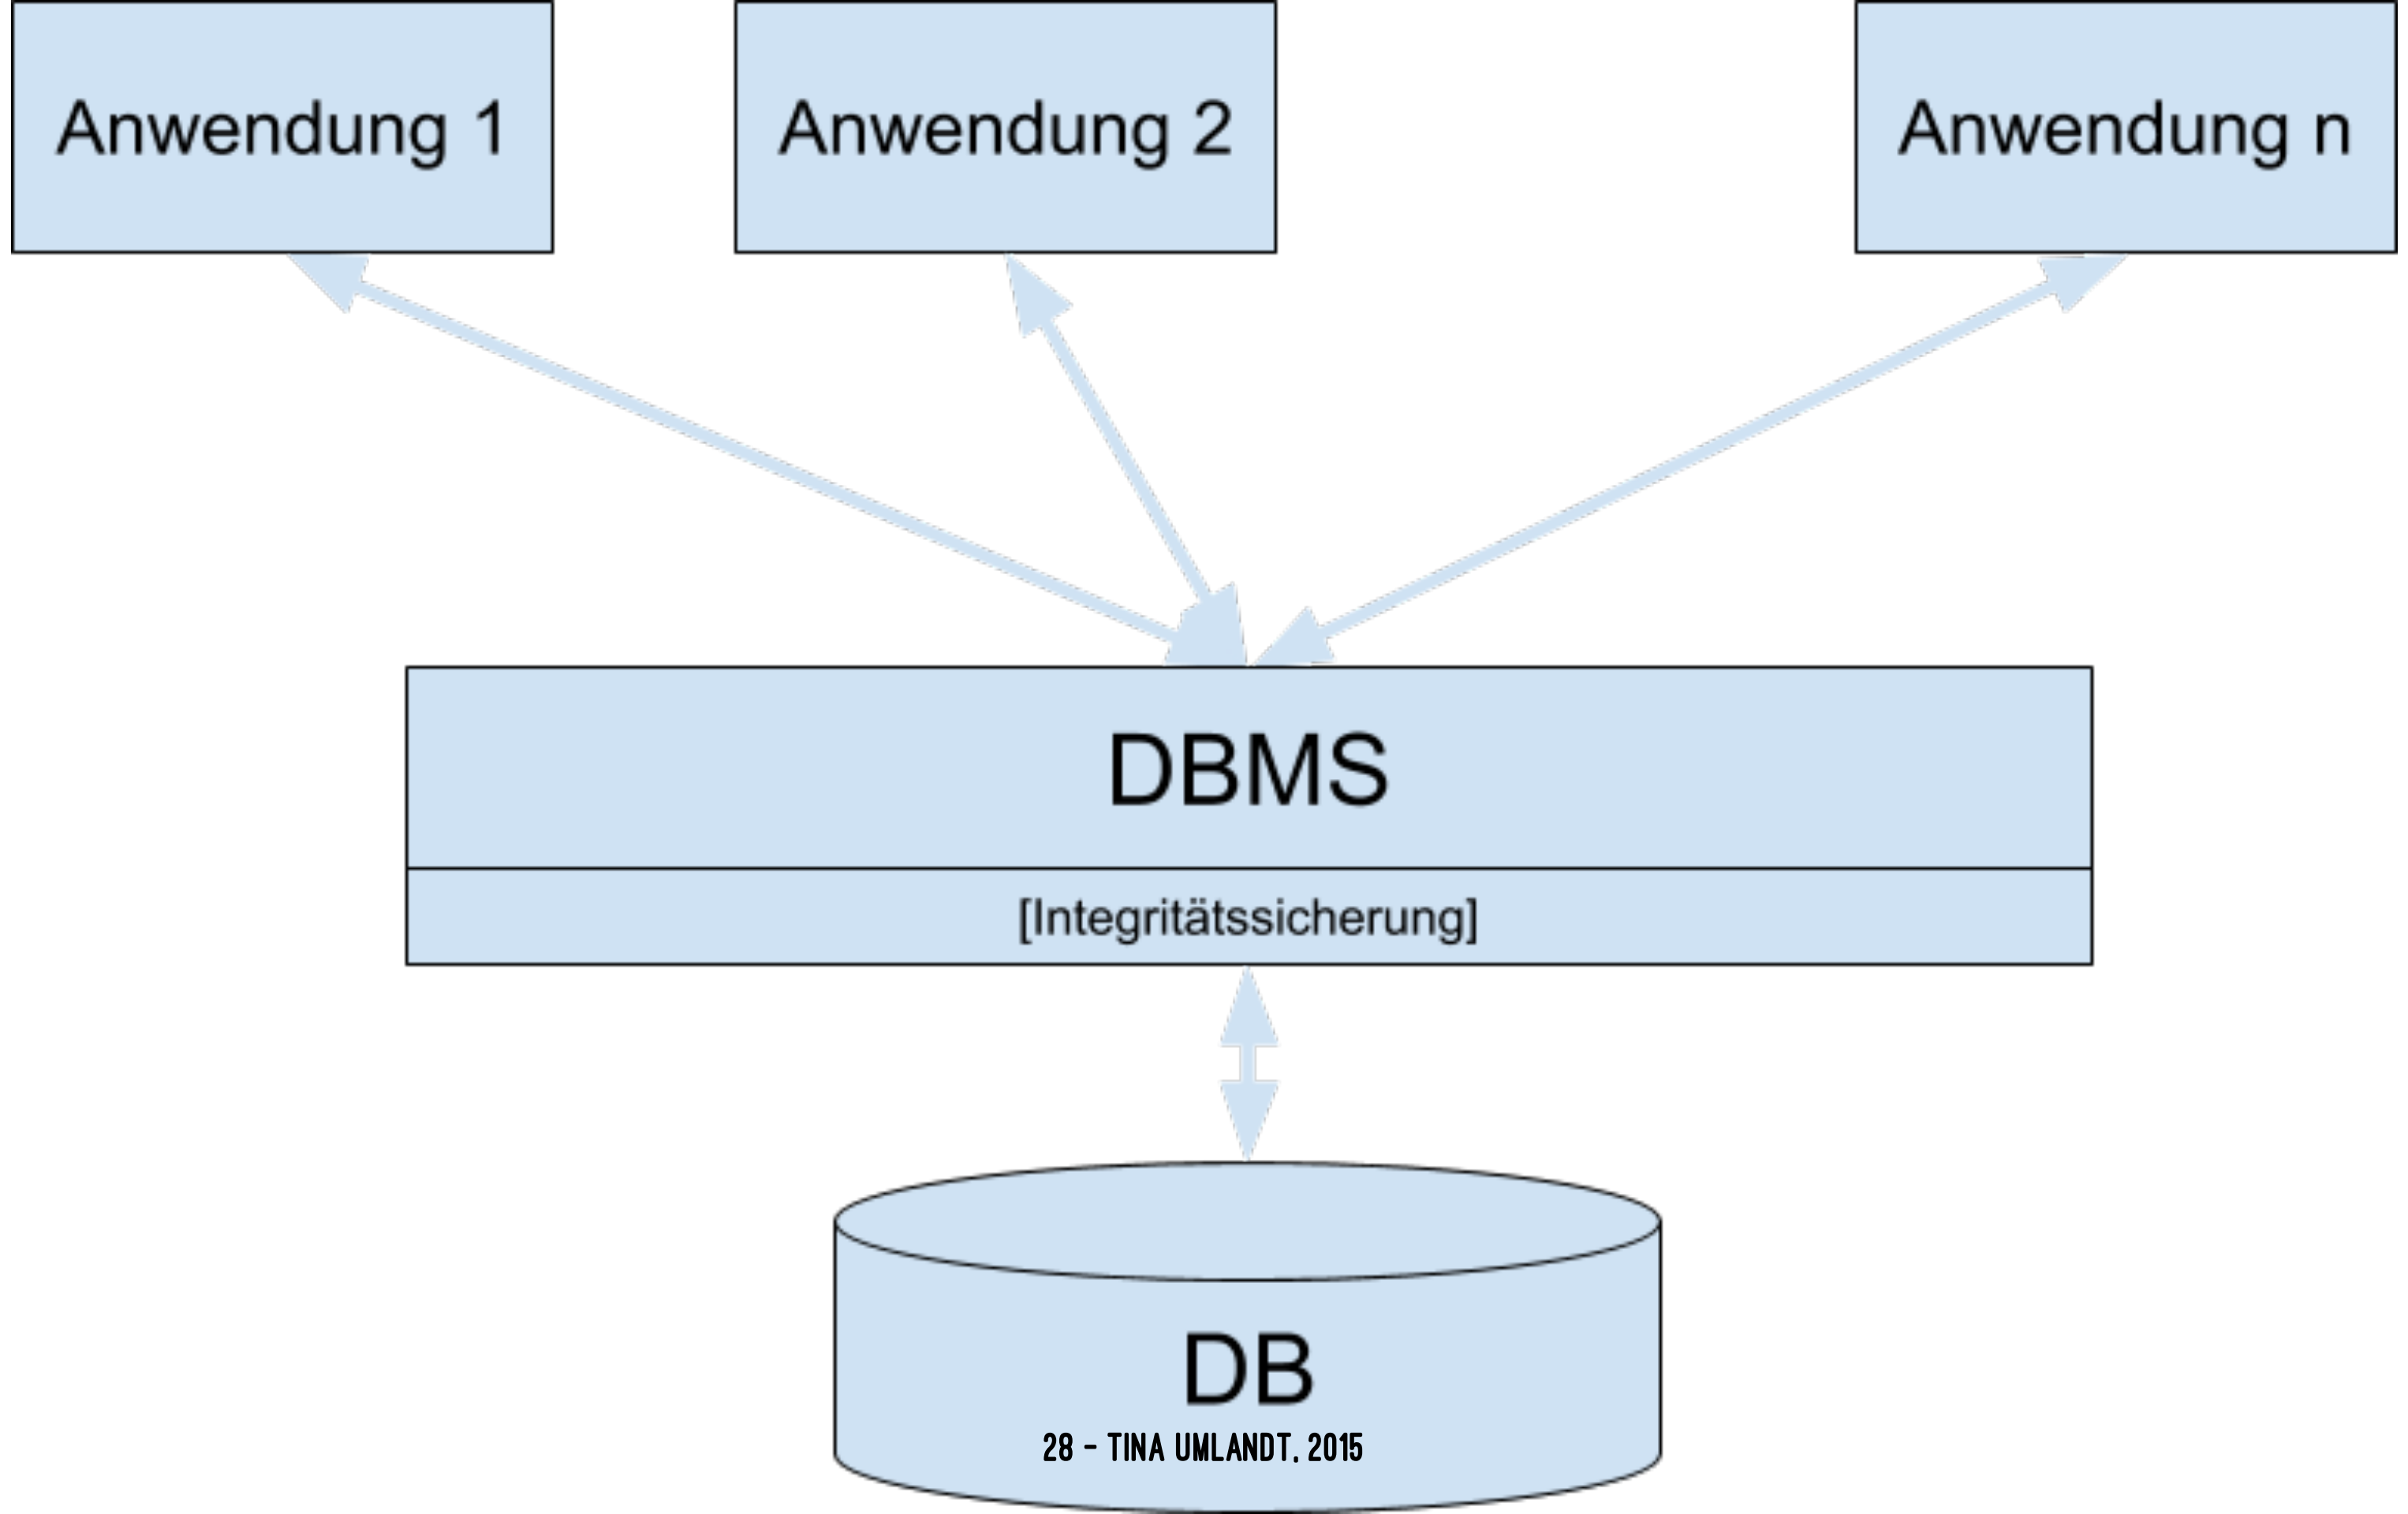 Anwendung 1
Anwendung 2
Anwendung n
DBMS
[Integritätssicherung]
DB
28 - TINA UMLANDT, 2015